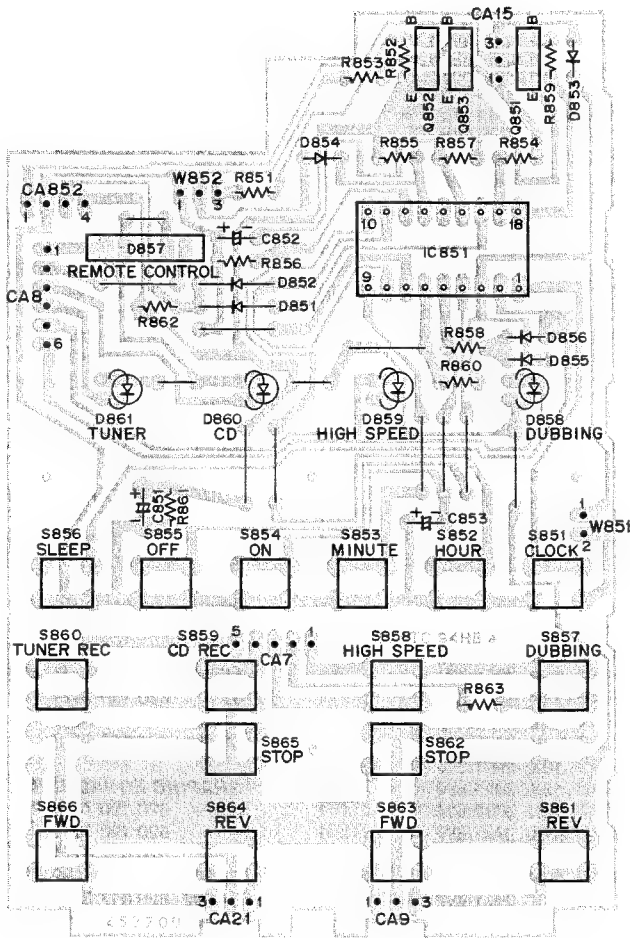 B B CA15 B
R853 R852 3 R859 D853
1
E E E
Q852 Q853 Q851
D854 R855 R857 R854
CA852 W852 R851
1 4 1 3
10 18
IC851
9 1
1 D857 C852
REMOTE CONTROL R856
CA8 D852
R862 D851
6
R858 D856
R860 D855
D861 D860 D859 D858
TUNER CD HIGH SPEED DUBBING
C851 R861 C853 1
W851
2
S856 S855 S854 S853 S852 S851
SLEEP OFF ON MINUTE HOUR CLOCK
S860 S859 5 1 S858 S857
TUNER REC CD REC CA7 HIGH SPEED DUBBING
R863
S865 S862
STOP STOP
S866 S864 S863 S861
FWD REV FWD REV
3 1 1 3
CA21 CA9